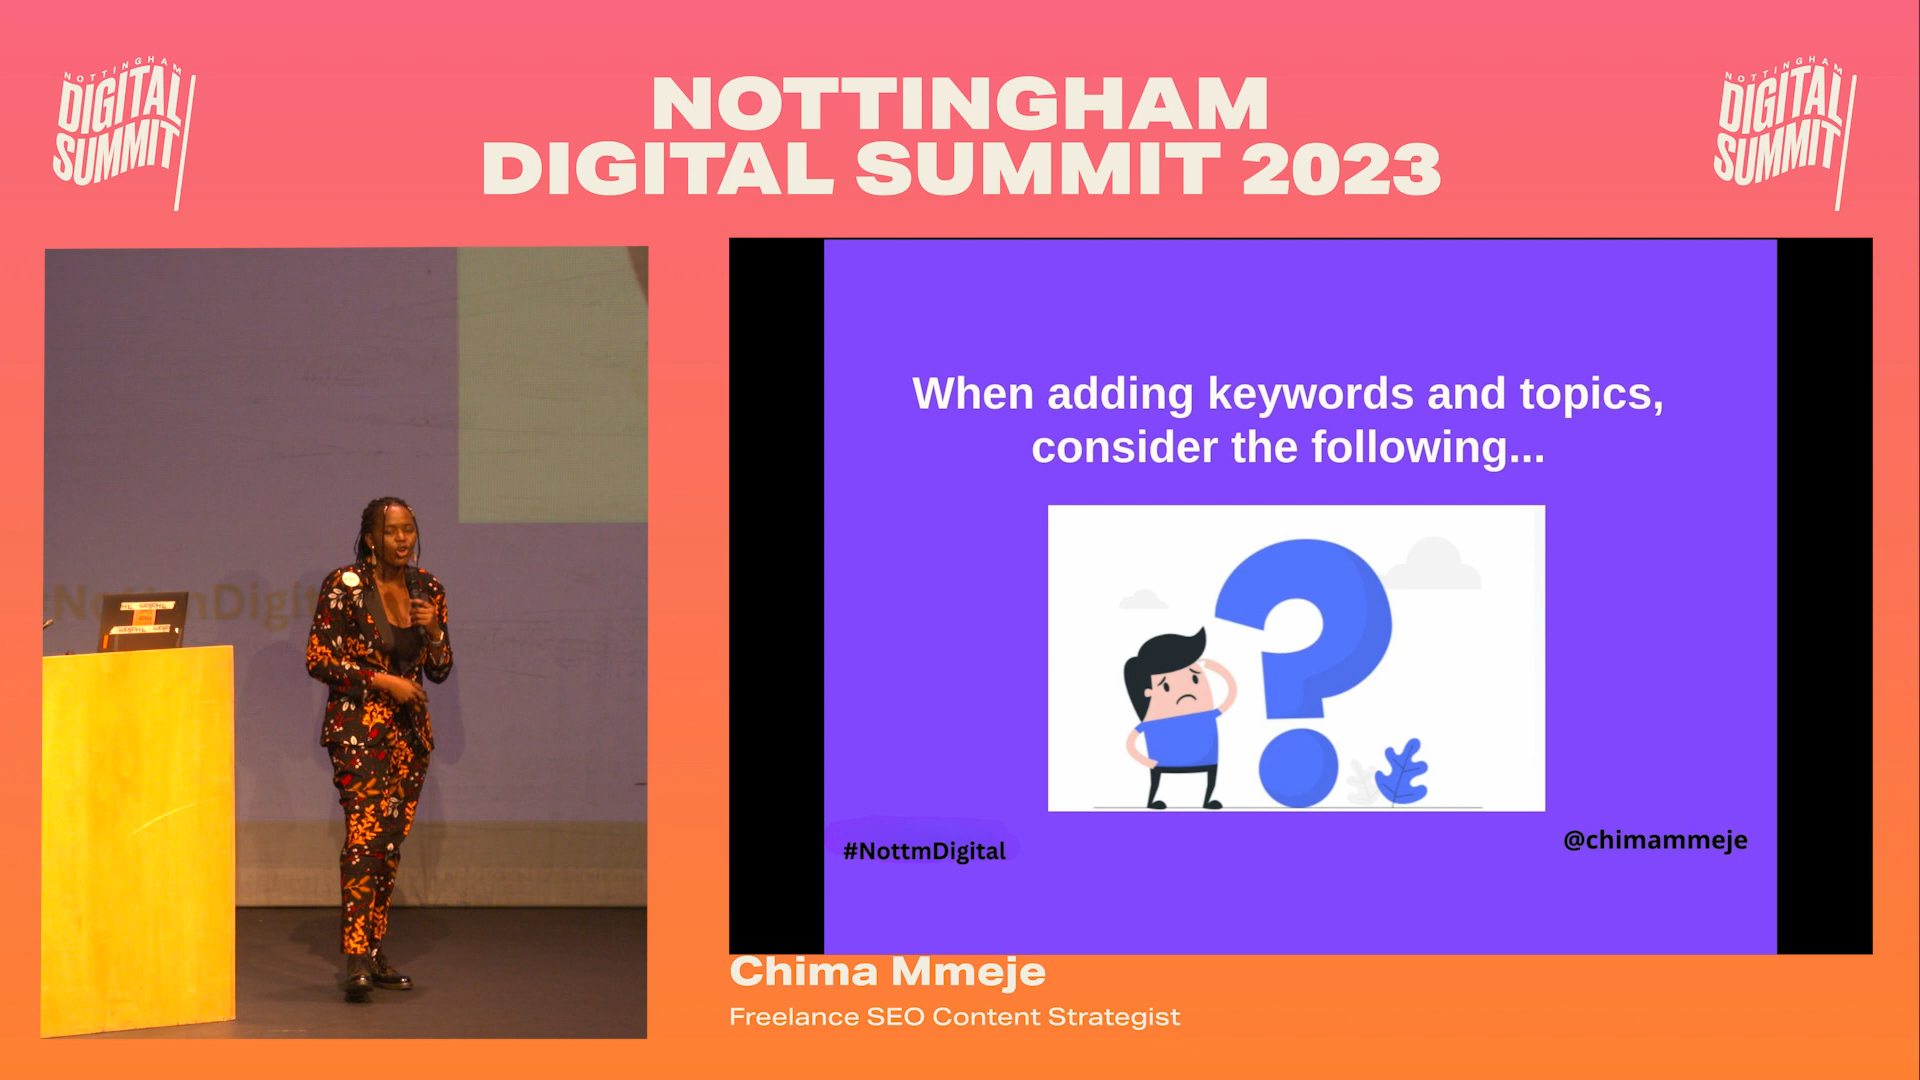 NOTTINGHAM
DIGITAL
SUMMIT
NOTTINGHAM
DIGITAL SUMMIT 2023
NOTTINGHAM
DIGITAL
SUMMIT
When adding keywords and topics,
consider the following...
#NottmDigital
@chimammeje
Chima Mmeje
Freelance SEO Content Strategist